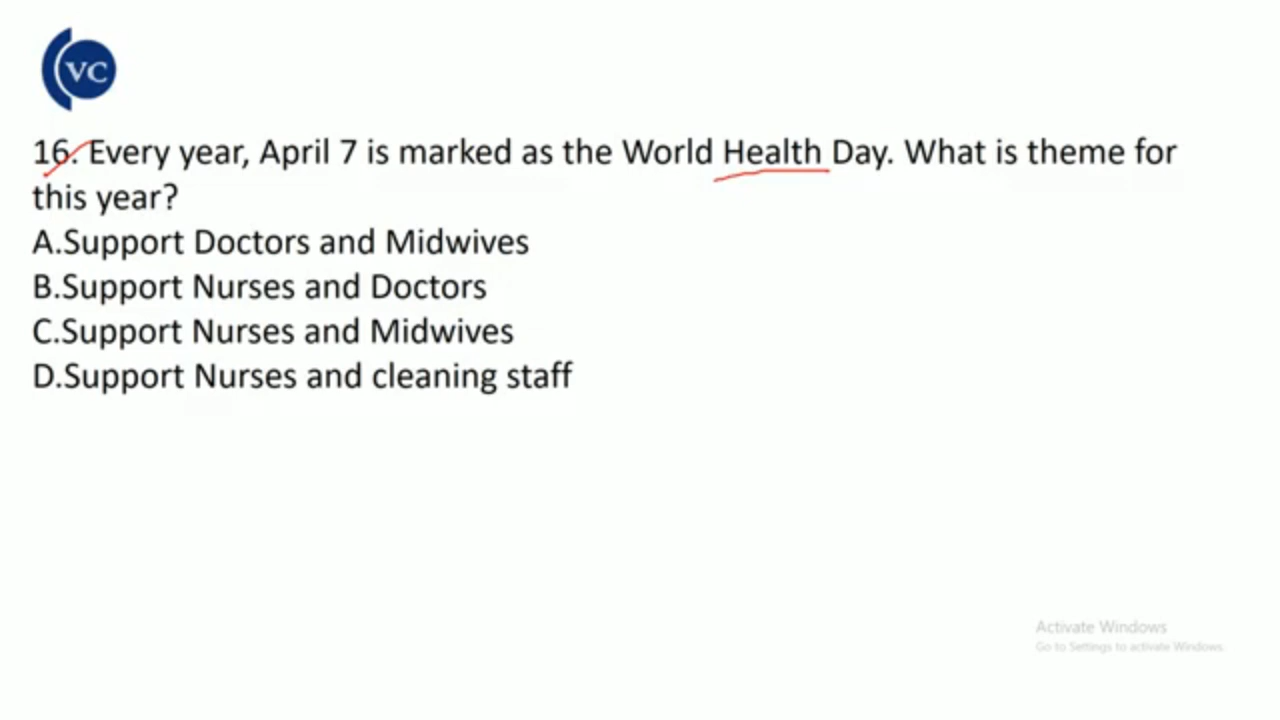 VC
16. Every year, April 7 is marked as the World Health Day. What is theme for
this year?
A.Support Doctors and Midwives
B.Support Nurses and Doctors
C.Support Nurses and Midwives
D.Support Nurses and cleaning staff
Activate Windows
Go to Settings to activate Windows.